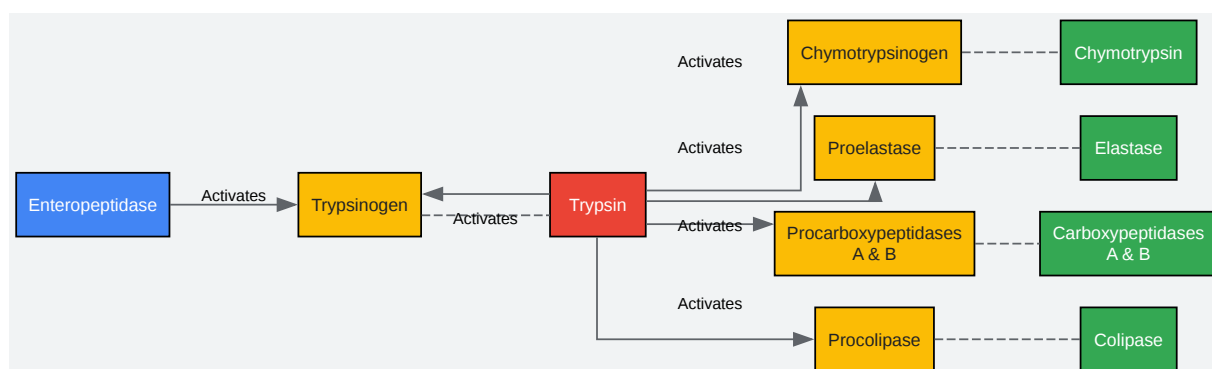 Chymotrypsinogen
Chymotrypsin
Activates
Proelastase
Elastase
Activates
Enteropeptidase
Activates
Trypsinogen
Activates
Trypsin
Activates
Procarboxypeptidases
A & B
Carboxypeptidases
A & B
Activates
Procolipase
Colipase